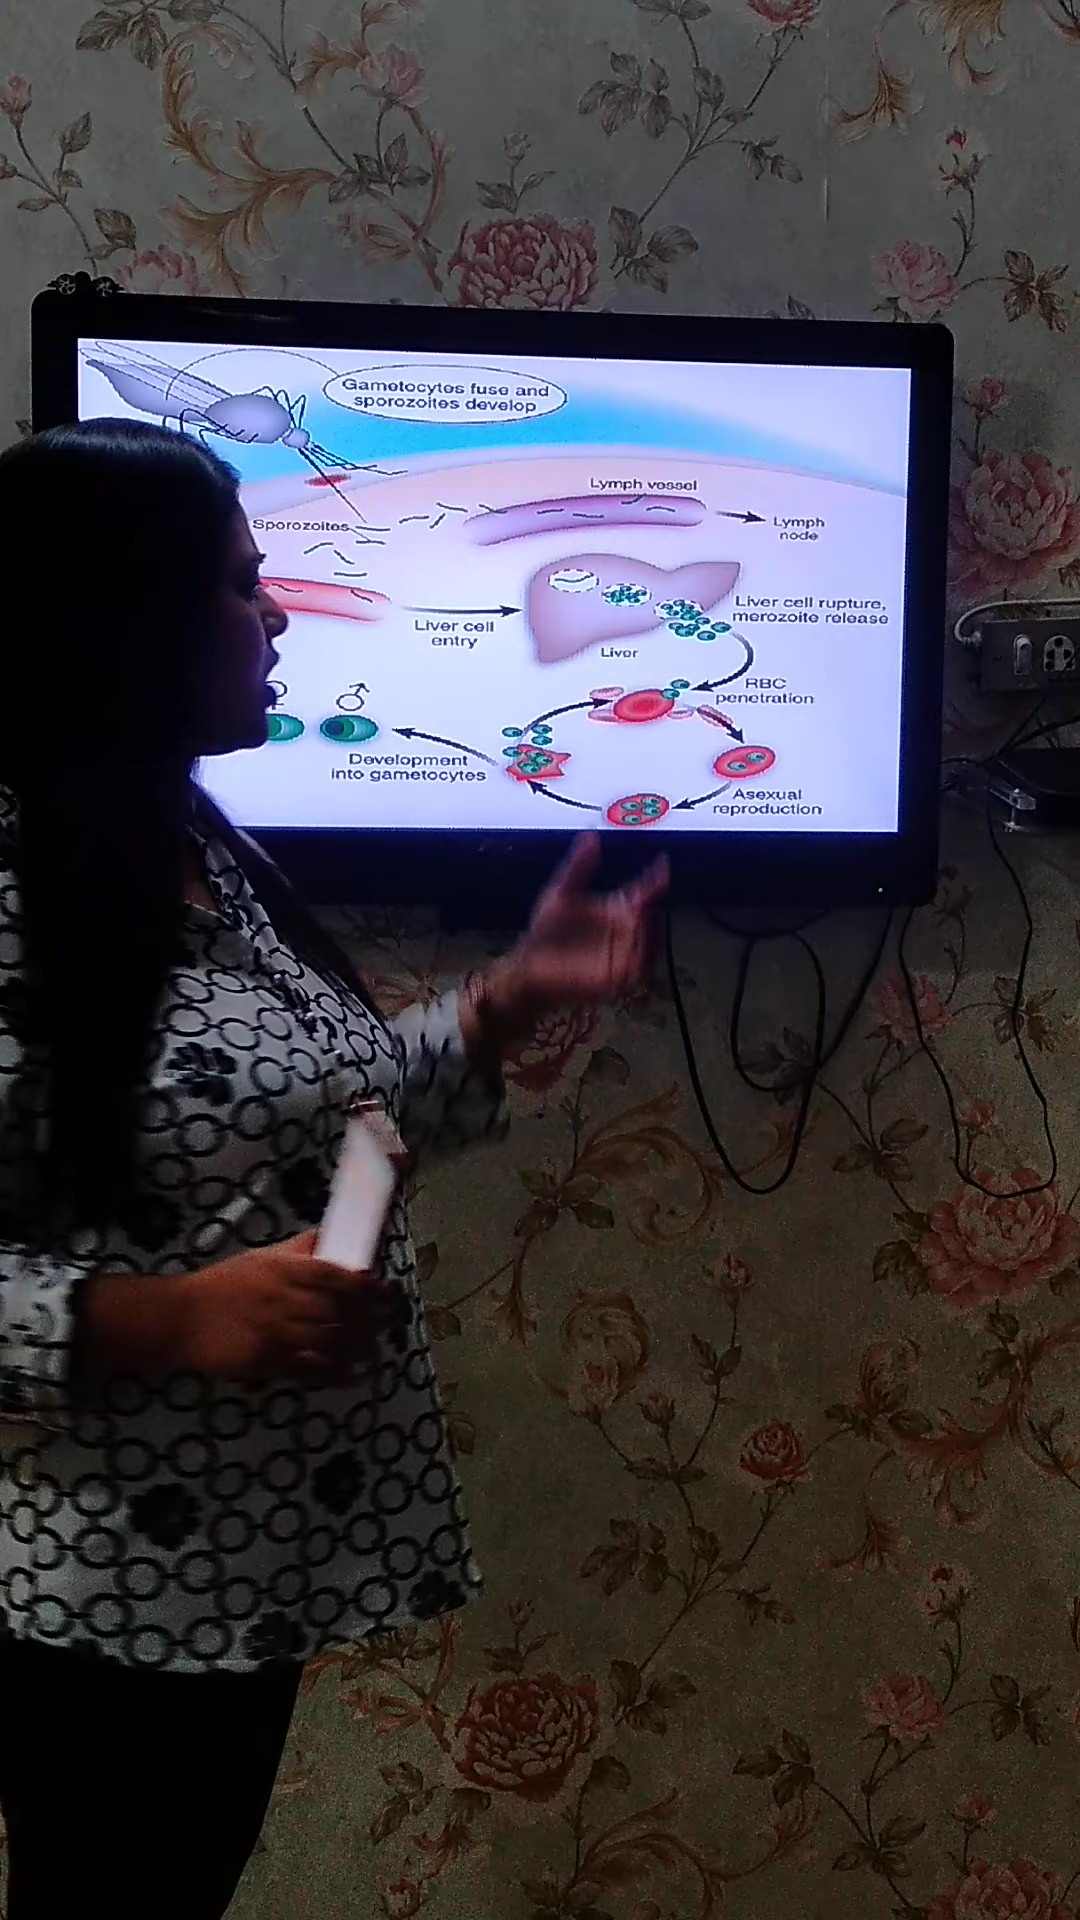 Gametocytes fuse and
sporozoites develop
Lymph vessel
Sporozoites
Lymph
node
Liver cell
entry
Liver cell rupture,
merozoite release
Liver
RBC
penetration
Development
into gametocytes
Asexual
reproduction